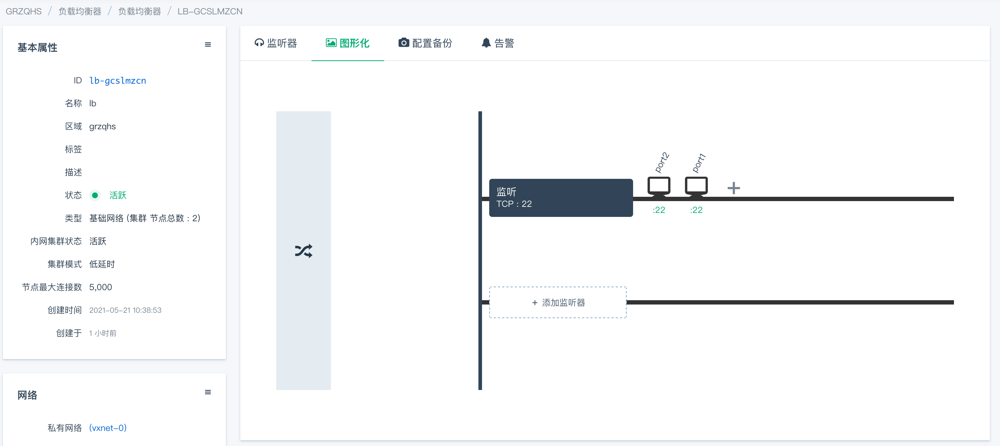 GRZQHS / 负载均衡器 / 负载均衡器 / LB-GCSLMZCN
基本属性
ID lb-gcslmzcn
名称 lb
区域 grzqhs
标签
描述
状态 活跃
类型 基础网络 (集群 节点总数：2)
内网集群状态 活跃
集群模式 低延时
节点最大连接数 5,000
创建时间 2021-05-21 10:38:53
创建于 1 小时前
网络
私有网络 (vxnet-0)
监听器 图形化 配置备份 告警
port2 port1
监听
TCP : 22
:22 :22
+ 添加监听器